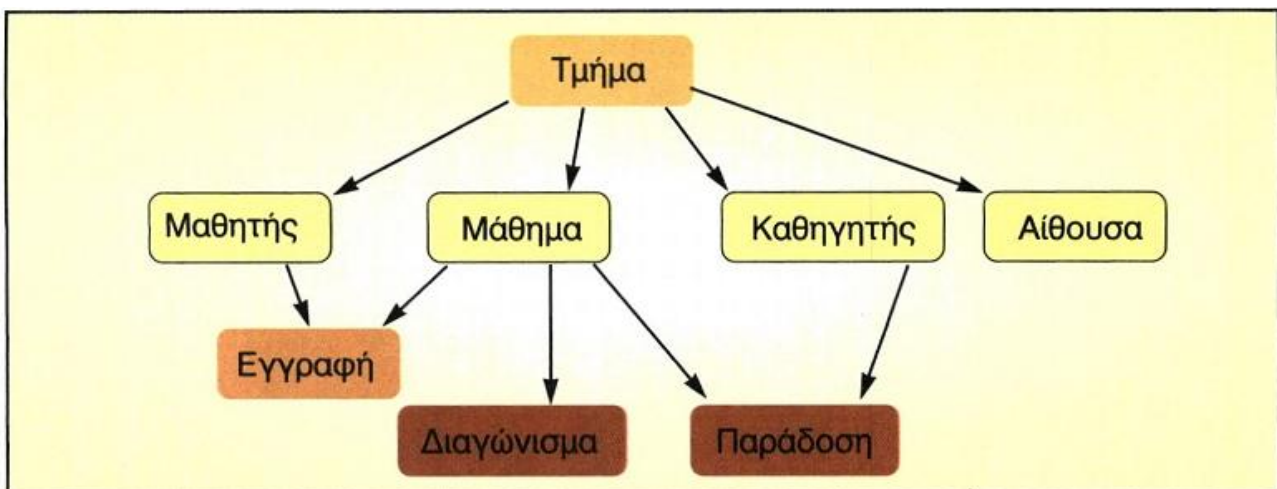 Τμήμα
Μαθητής
Μάθημα
Καθηγητής
Αίθουσα
Εγγραφή
Διαγώνισμα
Παράδοση